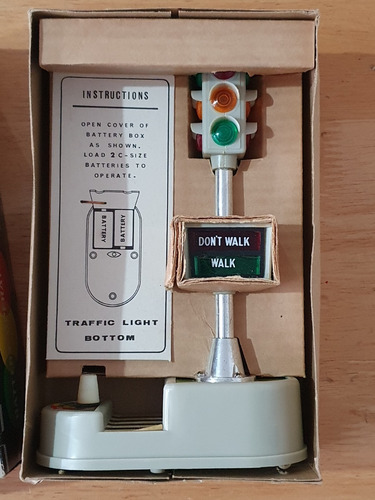 INSTRUCTIONS
OPEN COVER OF
BATTERY BOX
AS SHOWN.
LOAD 2 C-SIZE
BATTERIES TO
OPERATE.
BATTERY
BATTERY
TRAFFIC LIGHT
BOTTOM
DON'T WALK
WALK